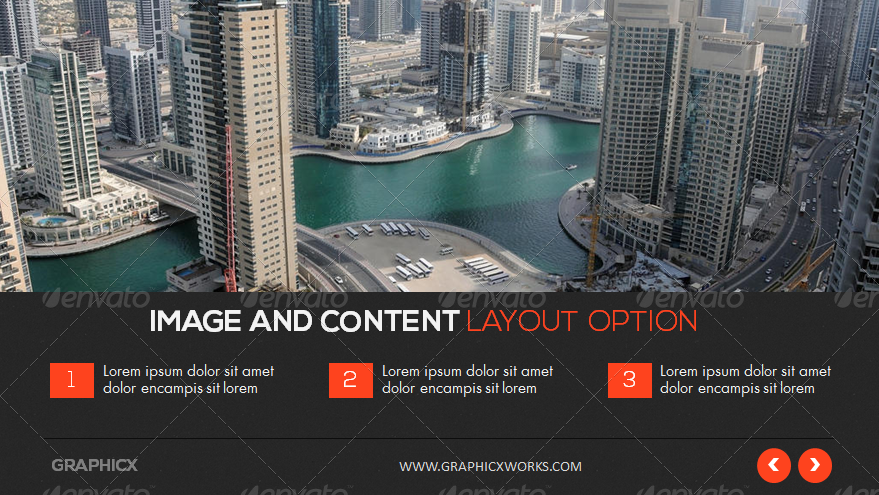 envato envato envato envato
IMAGE AND CONTENT LAYOUT OPTION
1
Lorem ipsum dolor sit amet
dolor encampis sit lorem
2
Lorem ipsum dolor sit amet
dolor encampis sit lorem
3
Lorem ipsum dolor sit amet
dolor encampis sit lorem
GRAPHICX
WWW.GRAPHICXWORKS.COM